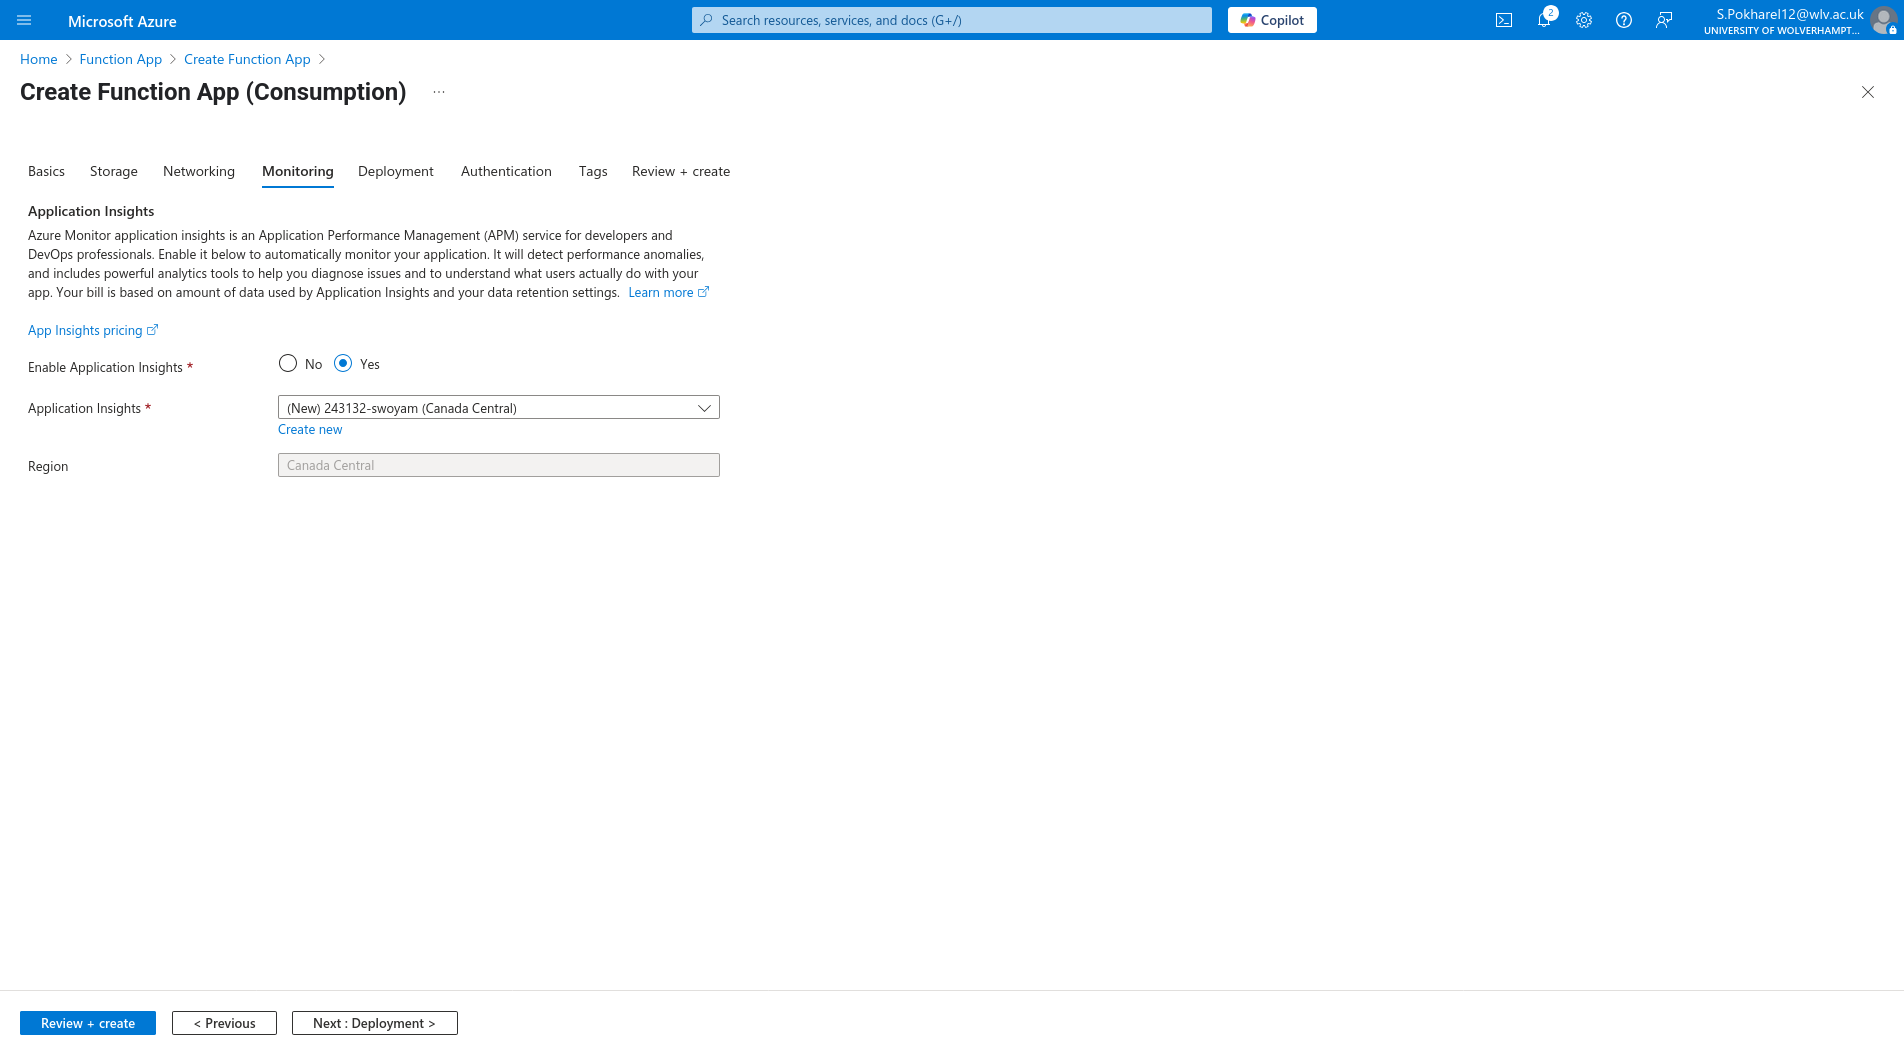 Microsoft Azure
Search resources, services, and docs (G+/)
Copilot
2
S.Pokharel12@wlv.ac.uk
UNIVERSITY OF WOLVERHAMPT...
Home > Function App > Create Function App >
Create Function App (Consumption) ...
Basics Storage Networking Monitoring Deployment Authentication Tags Review + create
Application Insights
Azure Monitor application insights is an Application Performance Management (APM) service for developers and
DevOps professionals. Enable it below to automatically monitor your application. It will detect performance anomalies,
and includes powerful analytics tools to help you diagnose issues and to understand what users actually do with your
app. Your bill is based on amount of data used by Application Insights and your data retention settings. Learn more
App Insights pricing
Enable Application Insights * No Yes
Application Insights * (New) 243132-swoyam (Canada Central)
Create new
Region Canada Central
Review + create < Previous Next : Deployment >